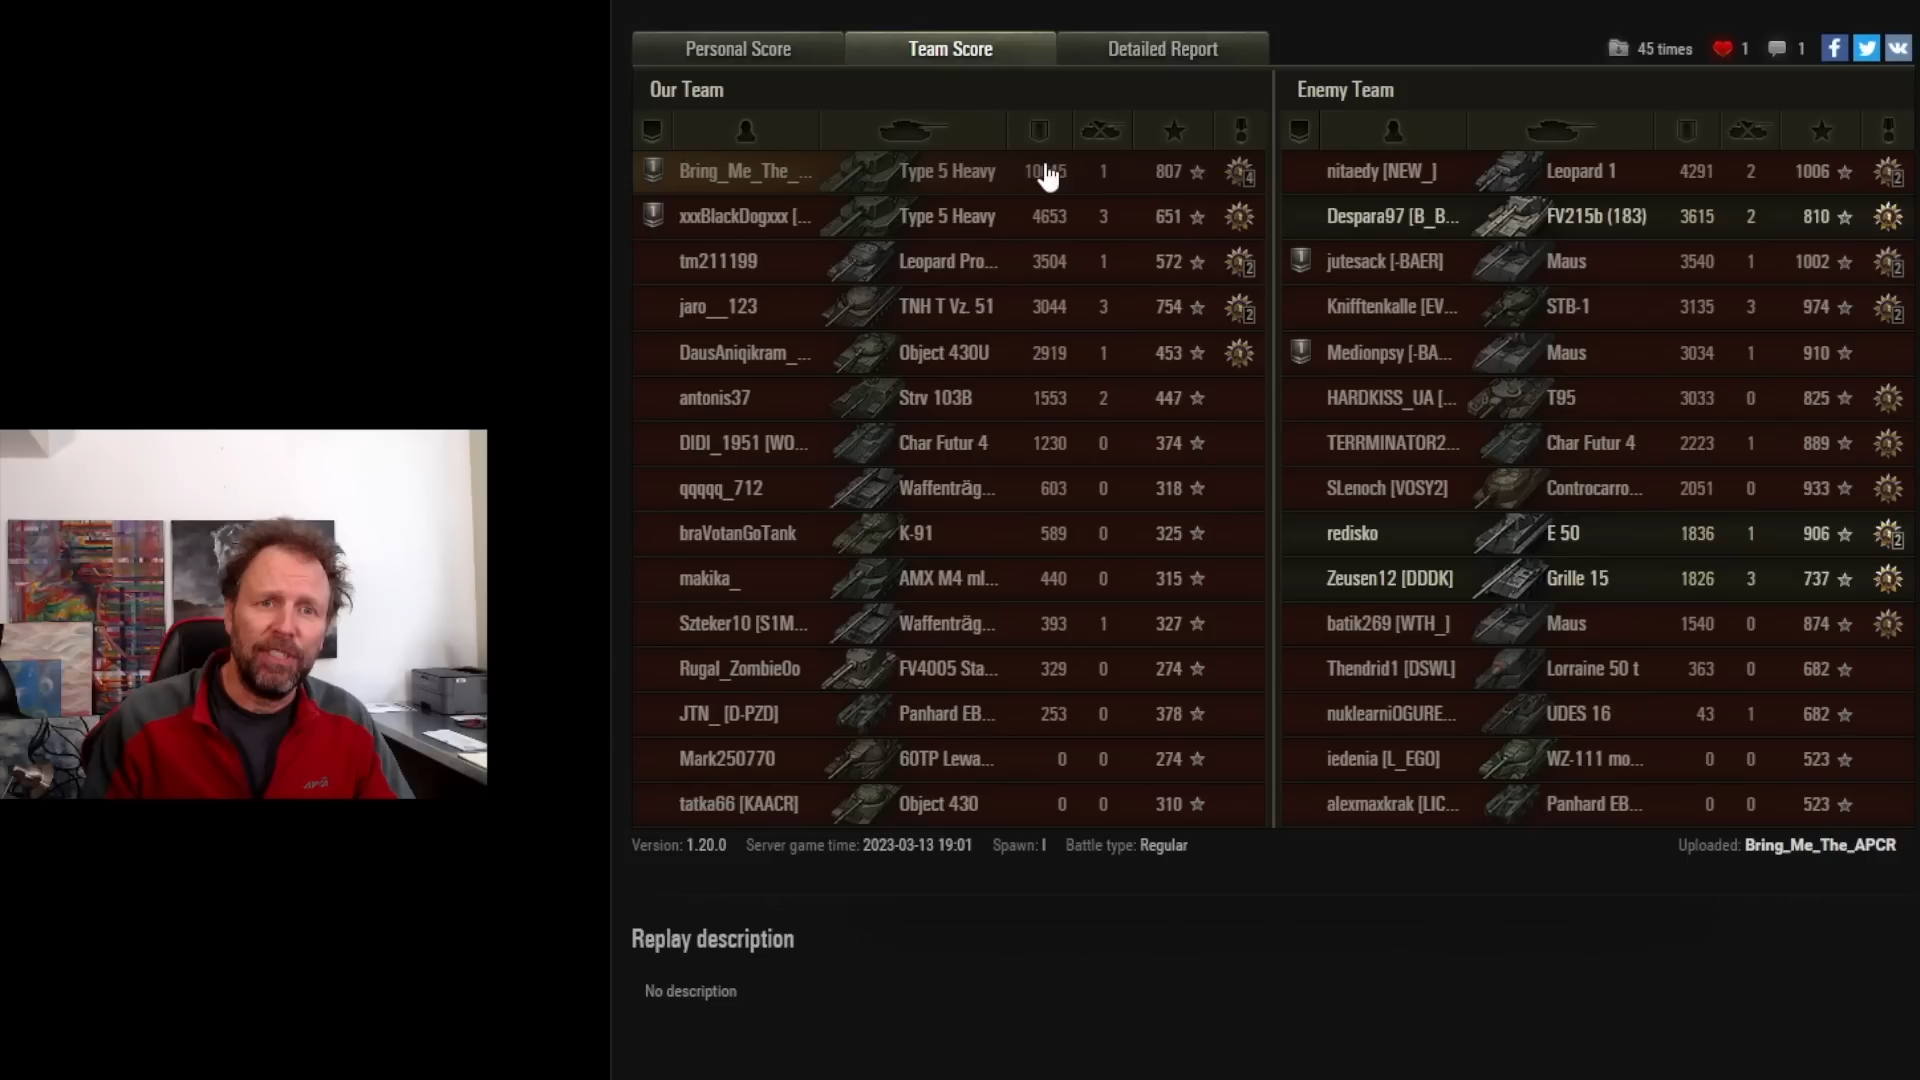 Personal Score
Team Score
Detailed Report
45 times
1
1
Our Team
Enemy Team
Bring_Me_The_... Type 5 Heavy 1 807 4
xxxBlackDogxxx [... Type 5 Heavy 4653 3 651
tm211199 Leopard Pro... 3504 1 572 2
jaro__123 TNH T Vz. 51 3044 3 754 2
DausAniqikram_... Object 430U 2919 1 453
antonis37 Strv 103B 1553 2 447
DIDI_1951 [WO... Char Futur 4 1230 0 374
qqqqq_712 Waffenträg... 603 0 318
braVotanGoTank K-91 589 0 325
makika_ AMX M4 ml... 440 0 315
Szteker10 [S1M... Waffenträg... 393 1 327
Rugal_Zombie0o FV4005 Sta... 329 0 274
JTN_ [D-PZD] Panhard EB... 253 0 378
Mark250770 60TP Lewa... 0 0 274
tatka66 [KAACR] Object 430 0 0 310
nitaedy [NEW_] Leopard 1 4291 2 1006 2
Despara97 [B_B... FV215b (183) 3615 2 810
jutesack [-BAER] Maus 3540 1 1002 2
Knifftenkalle [EV... STB-1 3135 3 974 2
Medionpsy [-BA... Maus 3034 1 910
HARDKISS_UA [... T95 3033 0 825
TERRMINATOR2... Char Futur 4 2223 1 889
SLenoch [VOSY2] Controcarro... 2051 0 933
redisko E 50 1836 1 906 2
Zeusen12 [DDDK] Grille 15 1826 3 737
batik269 [WTH_] Maus 1540 0 874
Thendrid1 [DSWL] Lorraine 50 t 363 0 682
nuklearniOGURE... UDES 16 43 1 682
iedenia [L_EGO] WZ-111 mo... 0 0 523
alexmaxkrak [LIC... Panhard EB... 0 0 523
Version: 1.20.0 Server game time: 2023-03-13 19:01 Spawn: I Battle type: Regular
Uploaded: Bring_Me_The_APCR
Replay description
No description